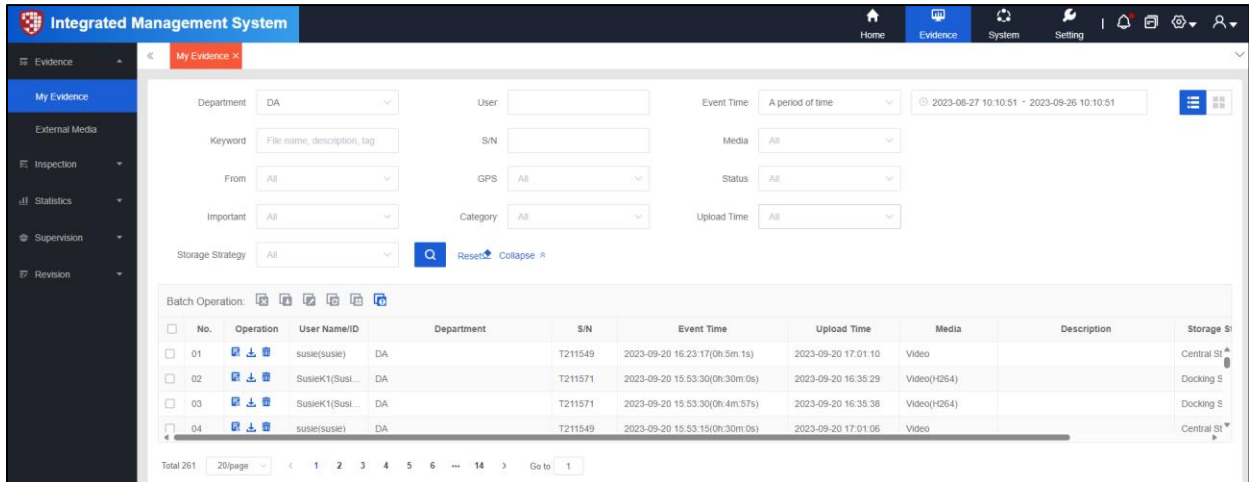 Integrated Management System
Home
Evidence
System
Setting
Evidence
My Evidence ×
My Evidence
External Media
Inspection
Statistics
Supervision
Revision
Department DA User Event Time A period of time 2023-08-27 10:10:51 - 2023-09-26 10:10:51
Keyword File name, description, tag S/N Media All
From All GPS All Status All
Important All Category All Upload Time All
Storage Strategy All Reset Collapse
Batch Operation:
No. Operation User Name/ID Department S/N Event Time Upload Time Media Description Storage St
01 susie(susie) DA T211549 2023-09-20 16:23:17(0h:5m:1s) 2023-09-20 17:01:10 Video Central St
02 SusieK1(Susi... DA T211571 2023-09-20 15:53:30(0h:30m:0s) 2023-09-20 16:35:29 Video(H264) Docking S
03 SusieK1(Susi... DA T211571 2023-09-20 15:53:30(0h:4m:57s) 2023-09-20 16:35:38 Video(H264) Docking S
04 susie(susie) DA T211549 2023-09-20 15:53:15(0h:30m:0s) 2023-09-20 17:01:06 Video Central St
Total 261 20/page 1 2 3 4 5 6 ... 14 Go to 1